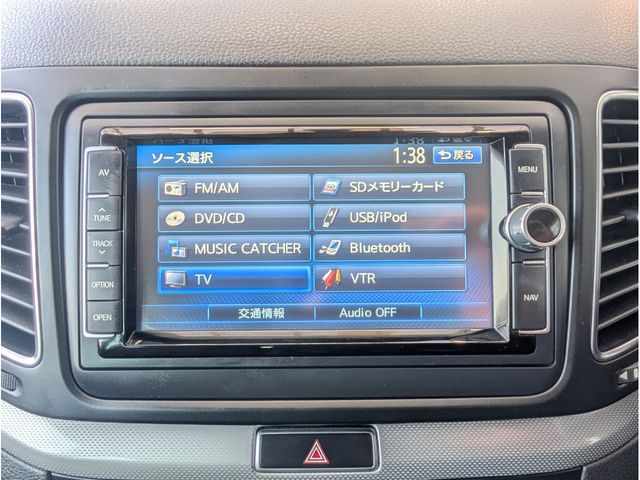 ソース選択
1:38
戻る
AV
TUNE
TRACK
OPTION
OPEN
FM/AM
SDメモリーカード
DVD/CD
USB/iPod
MUSIC CATCHER
Bluetooth
TV
VTR
交通情報
Audio OFF
MENU
NAV